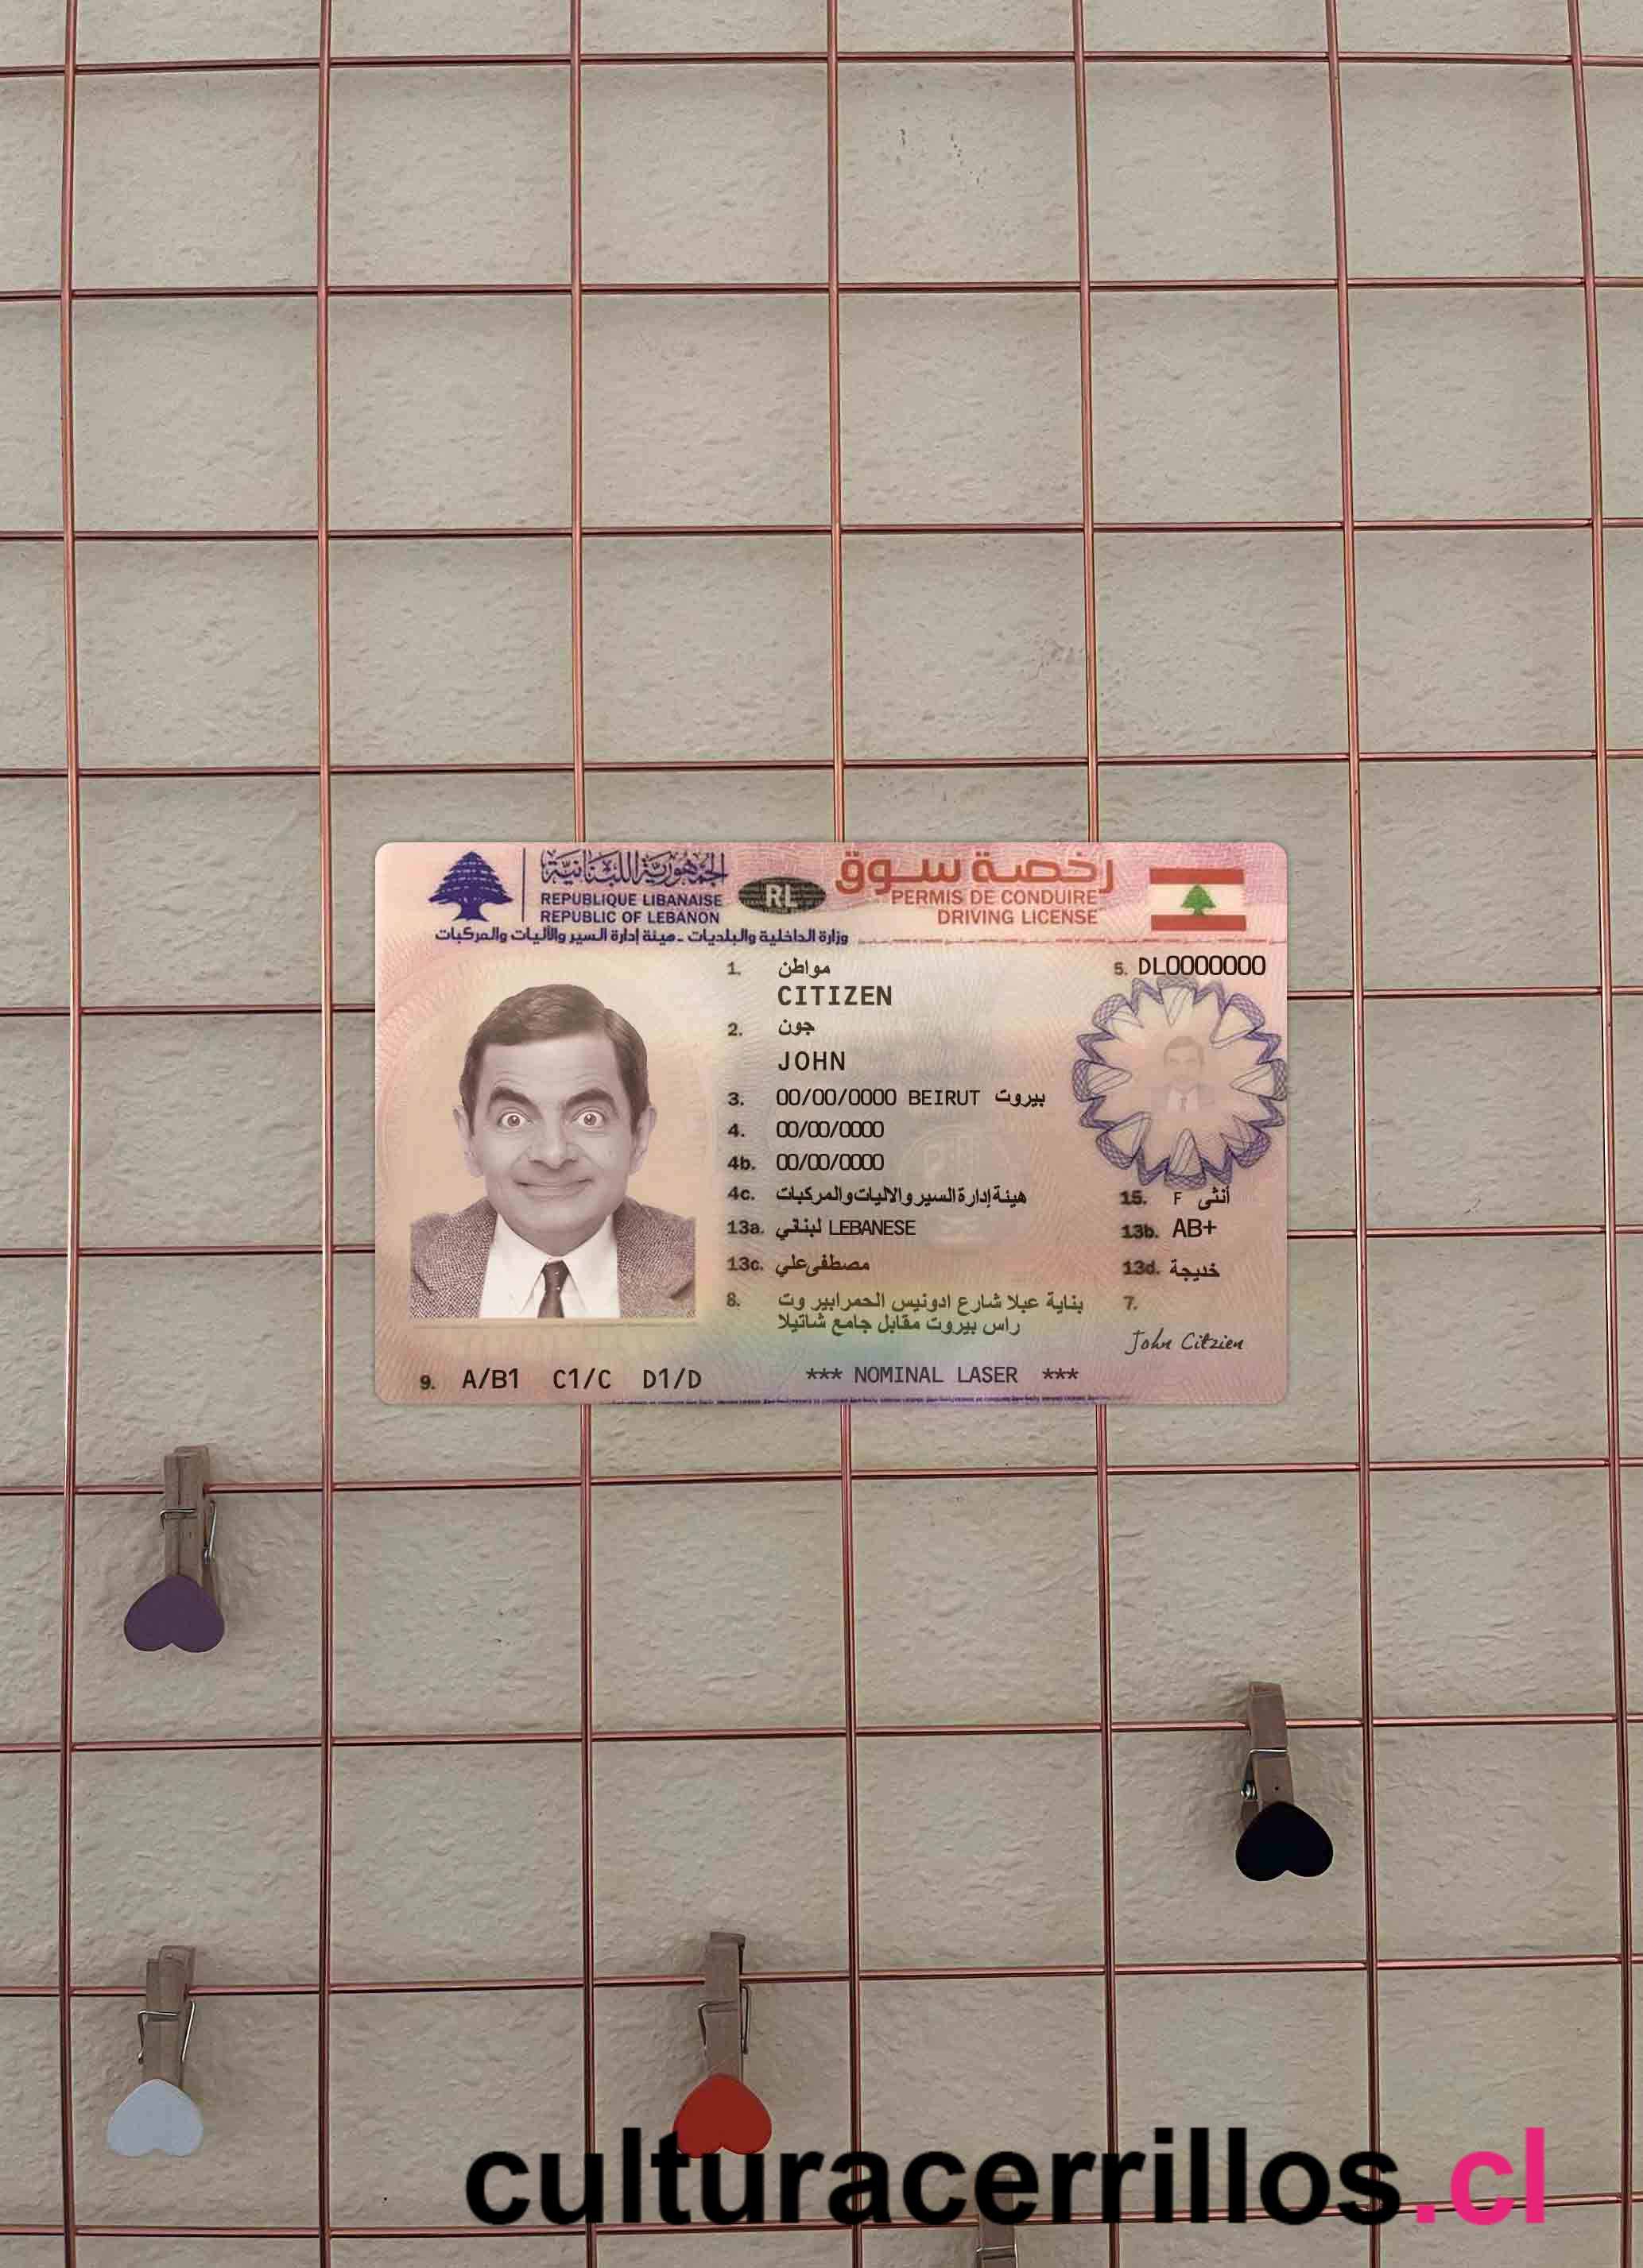 الجمهورية اللبنانية
REPUBLIQUE LIBANAISE
REPUBLIC OF LEBANON
RL
رخصة سوق
PERMIS DE CONDUIRE
DRIVING LICENSE
وزارة الداخلية والبلديات - هيئة إدارة السير والآليات والمركبات
1. مواطن
CITIZEN
5. DL0000000
2. جون
JOHN
3. 00/00/0000 BEIRUT بيروت
4. 00/00/0000
4b. 00/00/0000
4c. هيئة إدارة السير والاليات والمركبات
15. F أنثى
13a. لبناني LEBANESE
13b. AB+
13c. مصطفى علي
13d. خديجة
8. بناية عبلا شارع ادونيس الحمرابير وت
راس بيروت مقابل جامع شاتيلا
7.
John Citzien
9. A/B1 C1/C D1/D
*** NOMINAL LASER ***
culturacerrillos.cl